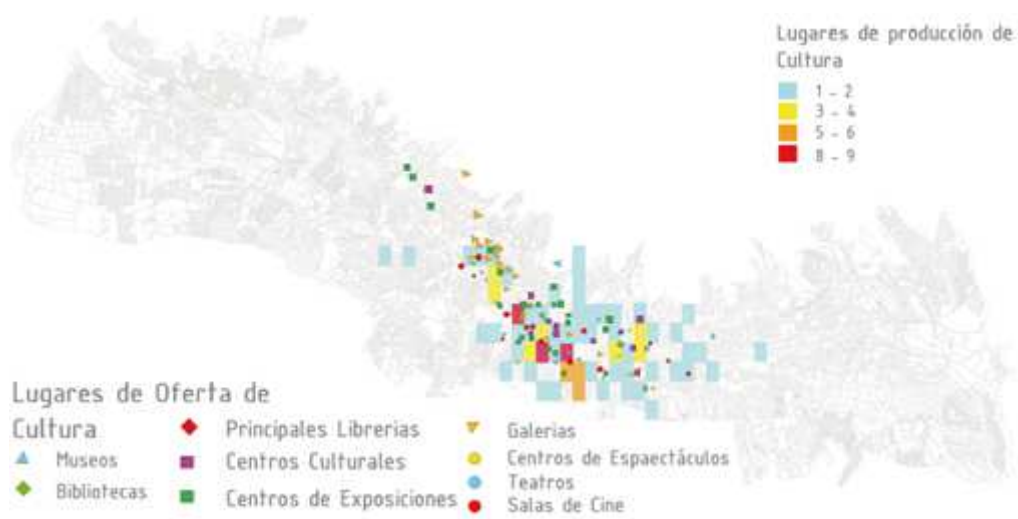 Lugares de producción de
Cultura
1 - 2
3 - 4
5 - 6
8 - 9
Lugares de Oferta de
Cultura
Museos
Bibliotecas
Principales Librerias
Centros Culturales
Centros de Exposiciones
Galerias
Centros de Espaectáculos
Teatros
Salas de Cine